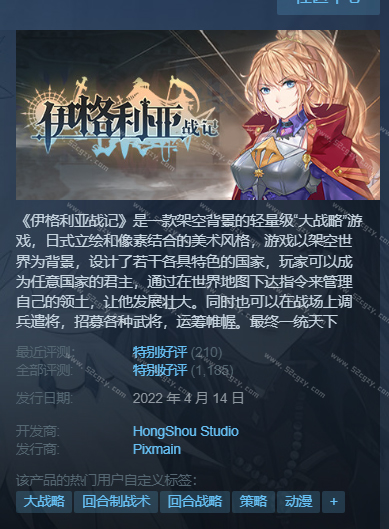 伊格利亚战记
《伊格利亚战记》是一款架空背景的轻量级“大战略”游
戏，日式立绘和像素结合的美术风格，游戏以架空世
界为背景，设计了若干各具特色的国家，玩家可以成
为任意国家的君主，通过在世界地图下达指令来管理
自己的领土，让他发展壮大。同时也可以在战场上调
兵遣将，招募各种武将，运筹帷幄。最终一统天下
最近评测： 特别好评 (210)
全部评测： 特别好评 (1,185)
发行日期： 2022 年 4 月 14 日
开发商： HongShou Studio
发行商： Pixmain
该产品的热门用户自定义标签：
大战略 回合制战术 回合战略 策略 动漫 +